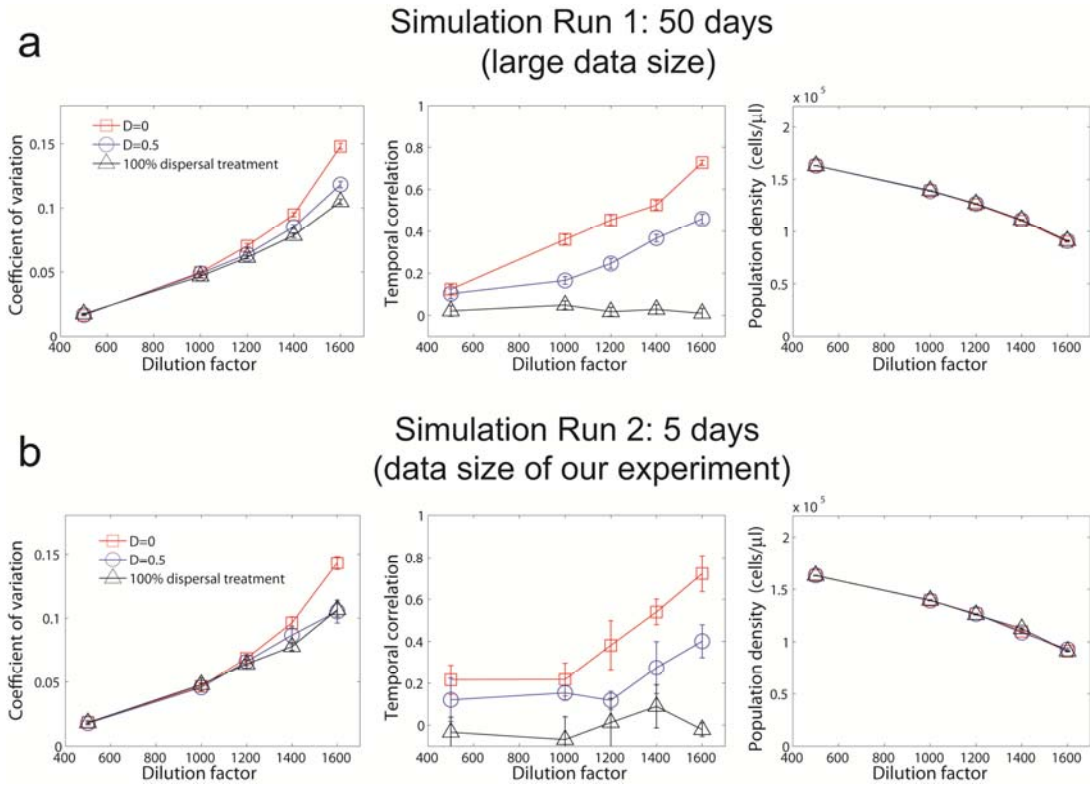 a
Simulation Run 1: 50 days
(large data size)
Coefficient of variation
0.15
0.1
0.05
0
D=0
D=0.5
100% dispersal treatment
400 600 800 1000 1200 1400 1600
Dilution factor
Temporal correlation
1
0.8
0.6
0.4
0.2
0
400 600 800 1000 1200 1400 1600
Dilution factor
Population density (cells/µl)
x 10^5
2
1.5
1
0.5
0
400 600 800 1000 1200 1400 1600
Dilution factor
b
Simulation Run 2: 5 days
(data size of our experiment)
Coefficient of variation
0.15
0.1
0.05
0
D=0
D=0.5
100% dispersal treatment
400 600 800 1000 1200 1400 1600
Dilution factor
Temporal correlation
1
0.8
0.6
0.4
0.2
0
400 600 800 1000 1200 1400 1600
Dilution factor
Population density (cells/µl)
x 10^5
2
1.5
1
0.5
0
400 600 800 1000 1200 1400 1600
Dilution factor